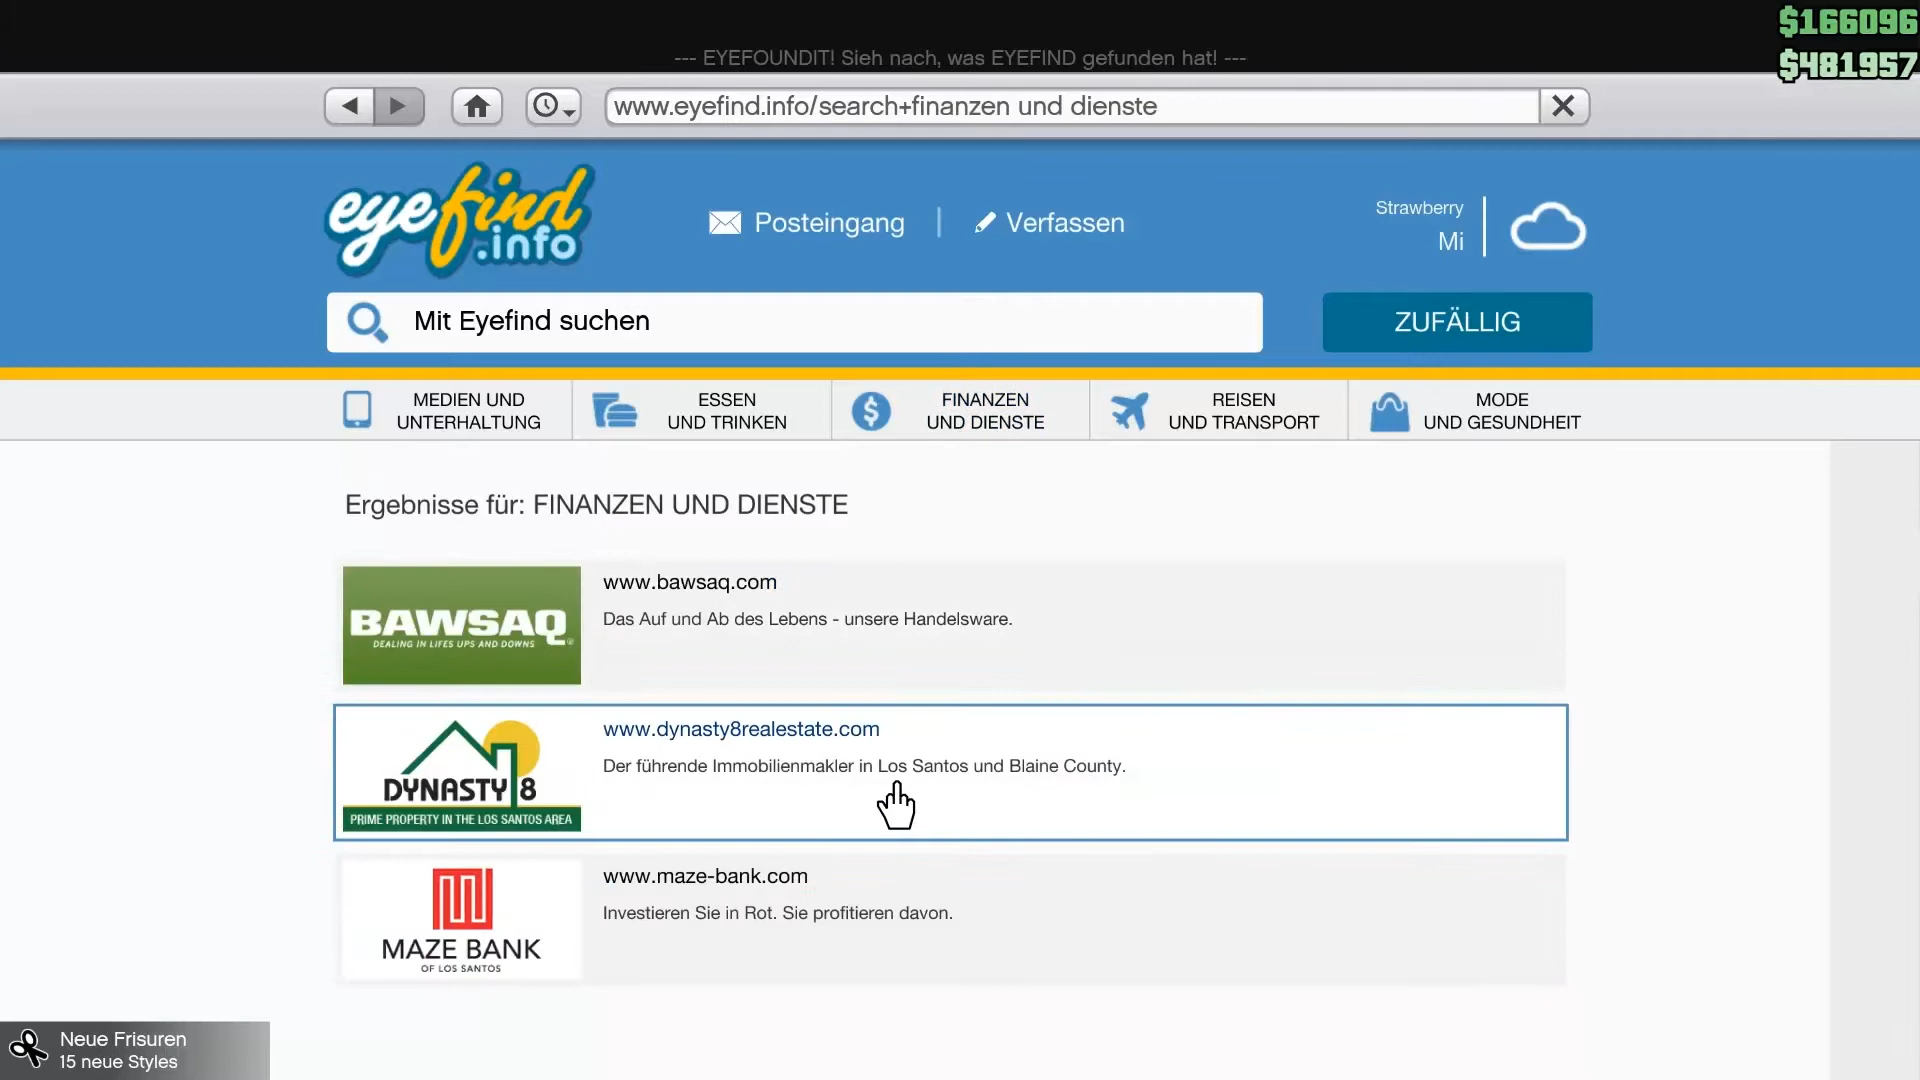 $166096
--- EYEFOUNDIT! Sieh nach, was EYEFIND gefunden hat! ---
$481957
www.eyefind.info/search+finanzen und dienste
eyefind.info
Posteingang
Verfassen
Strawberry
Mi
Mit Eyefind suchen
ZUFÄLLIG
MEDIEN UND
UNTERHALTUNG
ESSEN
UND TRINKEN
FINANZEN
UND DIENSTE
REISEN
UND TRANSPORT
MODE
UND GESUNDHEIT
Ergebnisse für: FINANZEN UND DIENSTE
BAWSAQ
DEALING IN LIFES UPS AND DOWNS
www.bawsaq.com
Das Auf und Ab des Lebens - unsere Handelsware.
DYNASTY 8
PRIME PROPERTY IN THE LOS SANTOS AREA
www.dynasty8realestate.com
Der führende Immobilienmakler in Los Santos und Blaine County.
MAZE BANK
OF LOS SANTOS
www.maze-bank.com
Investieren Sie in Rot. Sie profitieren davon.
Neue Frisuren
15 neue Styles